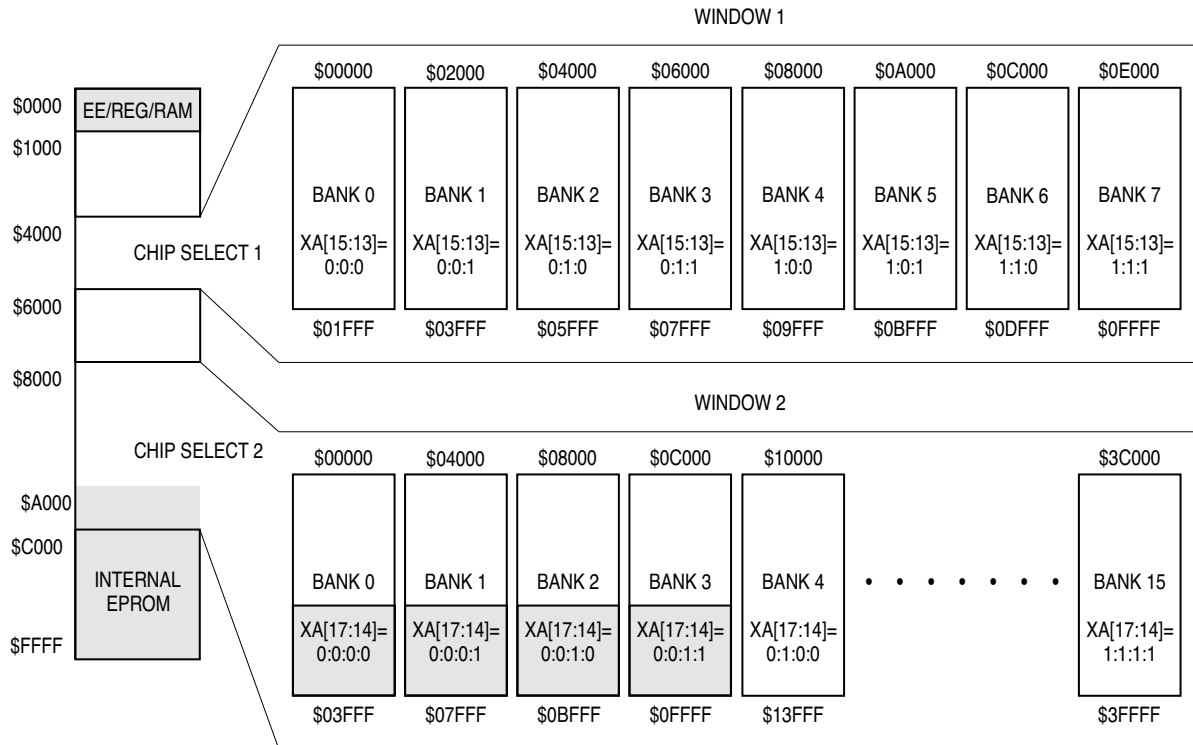 WINDOW 1
$00000 $02000 $04000 $06000 $08000 $0A000 $0C000 $0E000
$0000
EE/REG/RAM
$1000
BANK 0 BANK 1 BANK 2 BANK 3 BANK 4 BANK 5 BANK 6 BANK 7
$4000
CHIP SELECT 1
XA[15:13]= XA[15:13]= XA[15:13]= XA[15:13]= XA[15:13]= XA[15:13]= XA[15:13]= XA[15:13]=
0:0:0 0:0:1 0:1:0 0:1:1 1:0:0 1:0:1 1:1:0 1:1:1
$6000
$01FFF $03FFF $05FFF $07FFF $09FFF $0BFFF $0DFFF $0FFFF
$8000
WINDOW 2
CHIP SELECT 2
$00000 $04000 $08000 $0C000 $10000 $3C000
$A000
$C000
INTERNAL
EPROM
BANK 0 BANK 1 BANK 2 BANK 3 BANK 4 • • • • • • • BANK 15
XA[17:14]= XA[17:14]= XA[17:14]= XA[17:14]= XA[17:14]= XA[17:14]=
0:0:0:0 0:0:0:1 0:0:1:0 0:0:1:1 0:1:0:0 1:1:1:1
$FFFF
$03FFF $07FFF $0BFFF $0FFFF $13FFF $3FFFF